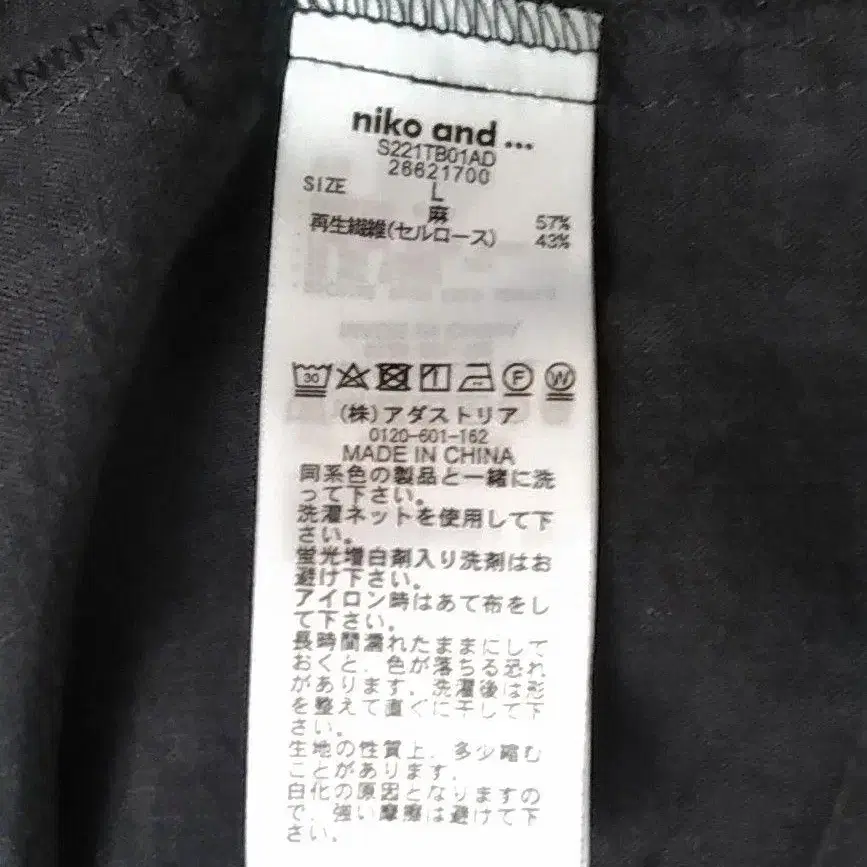 niko and ...
S221TB01AD
28621700
SIZE L
麻 57%
再生繊維(セルロース) 43%
30 F W
(株)アダストリア
0120-601-162
MADE IN CHINA
同系色の製品と一緒に洗
って下さい。
洗濯ネットを使用して下
さい。
蛍光増白剤入り洗剤はお
避け下さい。
アイロン時はあて布をし
て下さい。
長時間濡れたままにして
おくと、色が落ちる恐れ
があります。洗濯後は形
を整えて直ぐに干して下
さい。
生地の性質上、多少縮む
ことがあります。
白化の原因となりますの
で、強い摩擦は避けて下
さい。